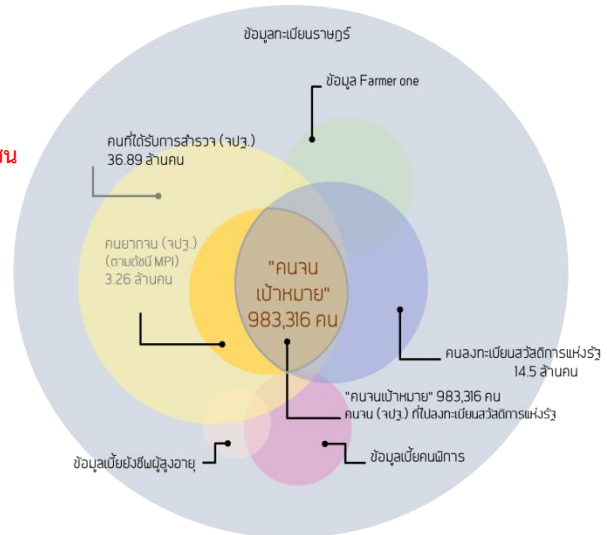 ข้อมูลทะเบียนราษฎร์
ข้อมูล Farmer one
คนที่ได้รับการสำรวจ (จปฐ.)
36.89 ล้านคน
คนยากจน (จปฐ.)
(ตามดัชนี MPI)
3.26 ล้านคน
"คนจน
เป้าหมาย"
983,316 คน
คนลงทะเบียนสวัสดิการแห่งรัฐ
14.5 ล้านคน
"คนจนเป้าหมาย" 983,316 คน
คนจน (จปฐ.) ที่ไปลงทะเบียนสวัสดิการแห่งรัฐ
ข้อมูลเบี้ยยังชีพผู้สูงอายุ
ข้อมูลเบี้ยคนพิการ